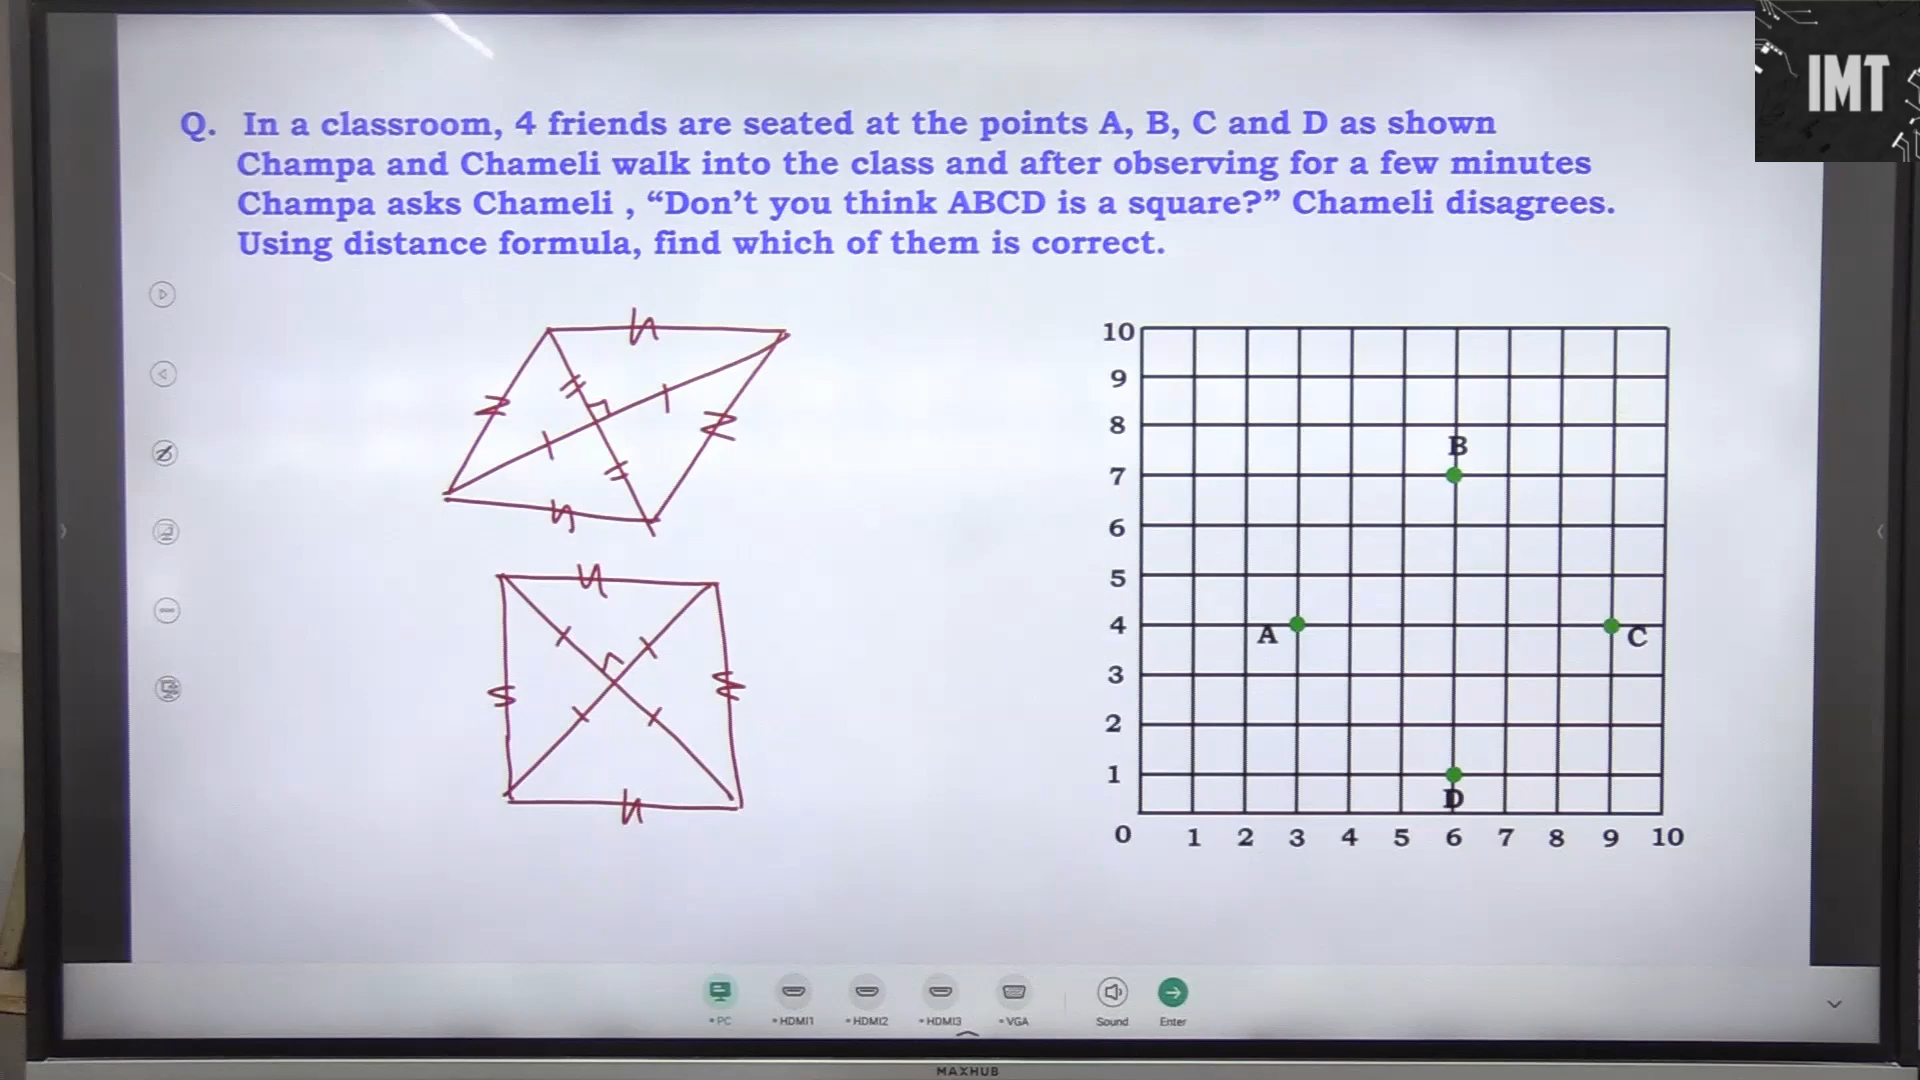 IMT
Q. In a classroom, 4 friends are seated at the points A, B, C and D as shown
Champa and Chameli walk into the class and after observing for a few minutes
Champa asks Chameli , “Don’t you think ABCD is a square?” Chameli disagrees.
Using distance formula, find which of them is correct.
10
9
8
B
7
6
5
4
A
C
3
2
1
D
0 1 2 3 4 5 6 7 8 9 10
PC HDMI1 HDMI2 HDMI3 VGA Sound Enter
MAXHUB